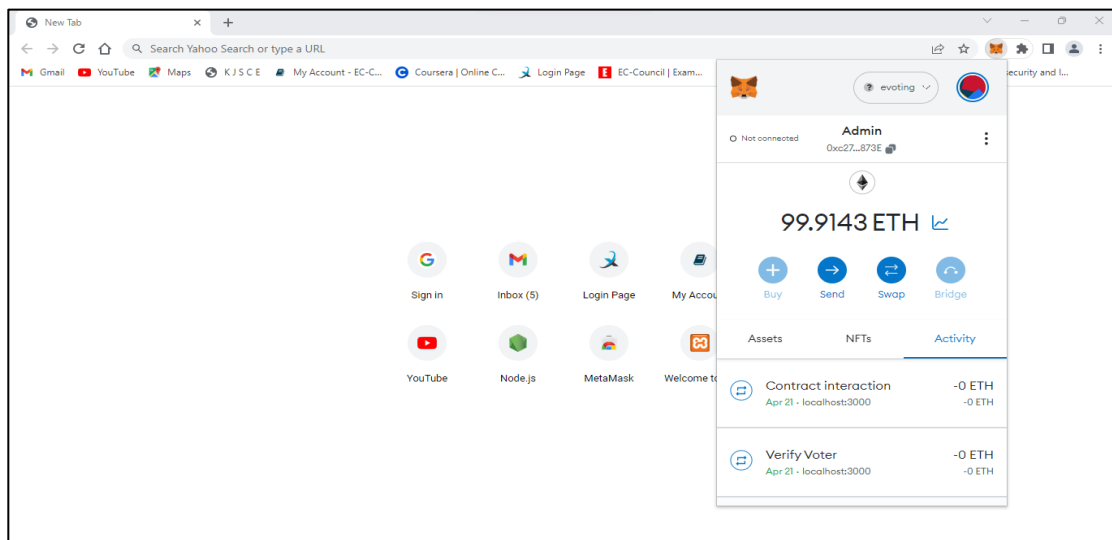 New Tab
Search Yahoo Search or type a URL
Gmail YouTube Maps K J S C E My Account - EC-C... Coursera | Online C... Login Page EC-Council | Exam... ecurity and I...
evoting
Not connected
Admin
0xc27...873E
99.9143 ETH
Buy Send Swap Bridge
Assets NFTs Activity
Contract interaction -0 ETH
Apr 21 · localhost:3000 -0 ETH
Verify Voter -0 ETH
Apr 21 · localhost:3000 -0 ETH
Sign in Inbox (5) Login Page My Accou
YouTube Node.js MetaMask Welcome to